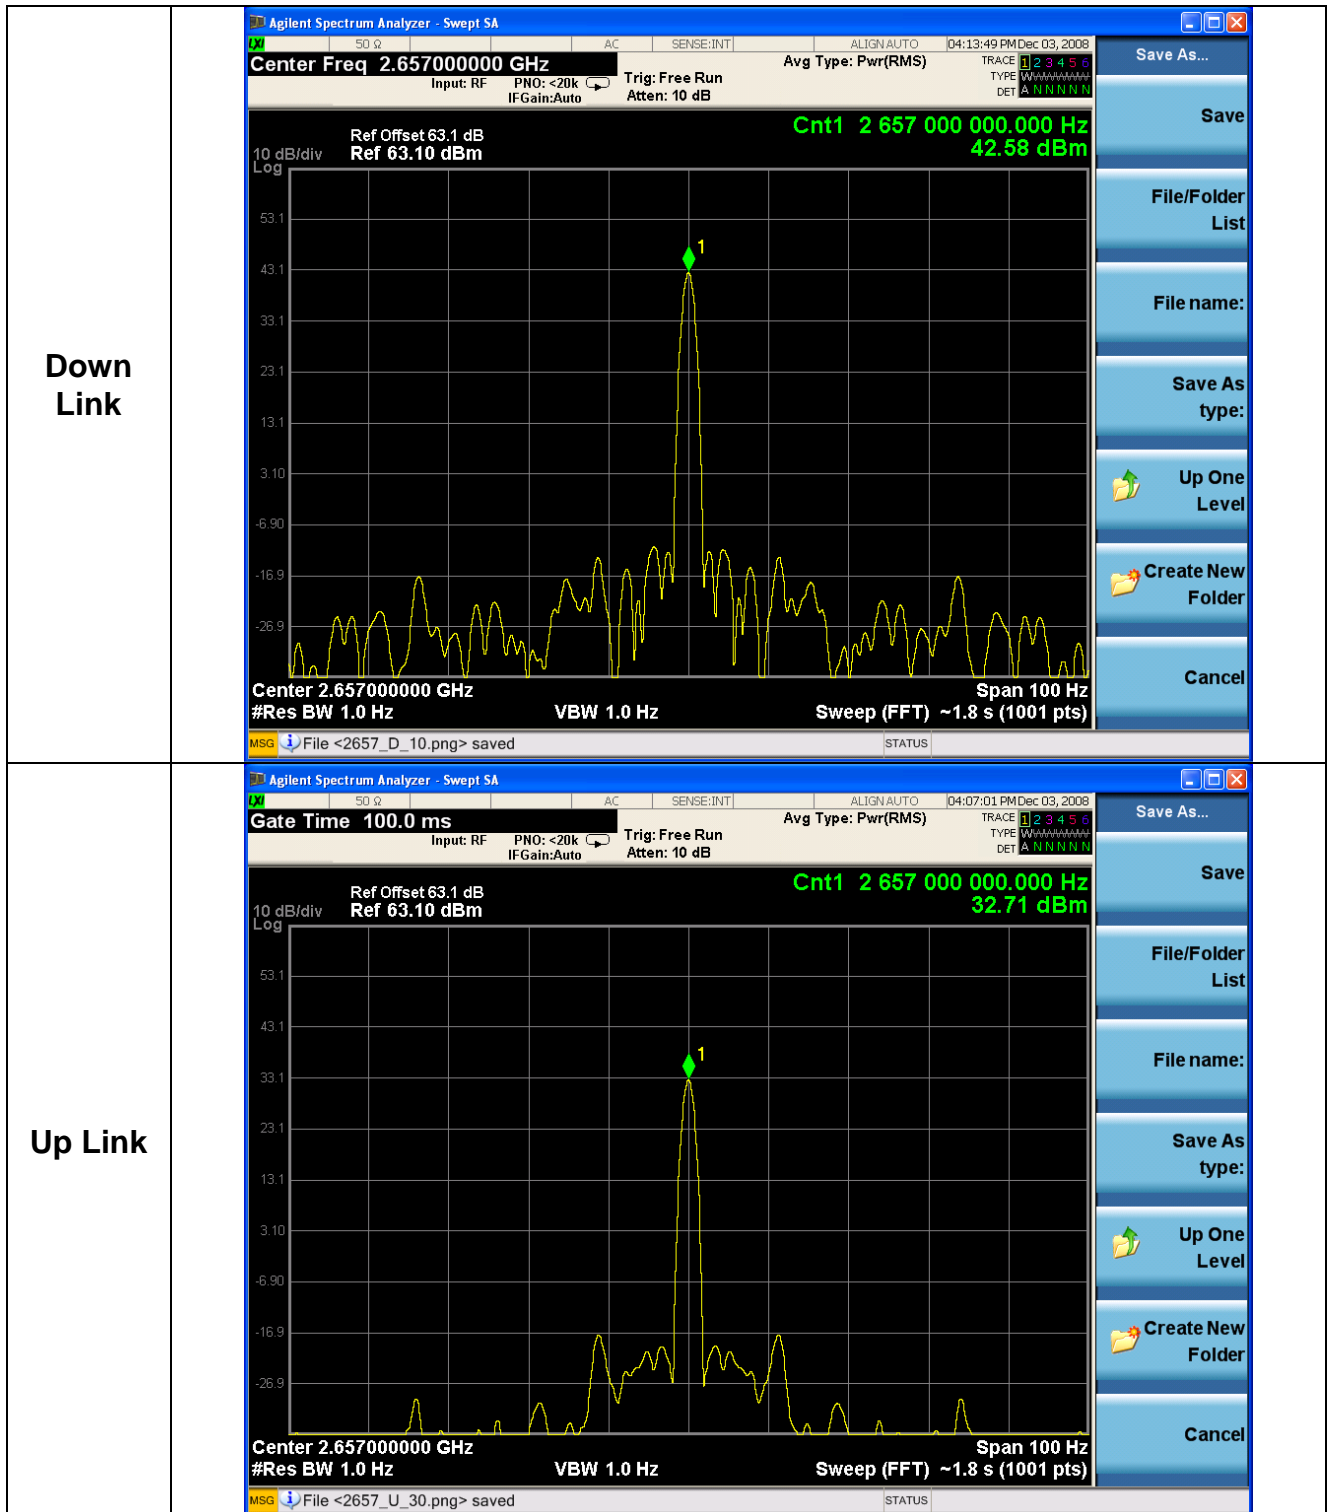 Down
Link
Agilent Spectrum Analyzer - Swept SA
LXI 50 Ω AC SENSE:INT ALIGN AUTO 04:13:49 PM Dec 03, 2008
Center Freq 2.657000000 GHz
Input: RF PNO: <20k
IFGain:Auto
Trig: Free Run
Atten: 10 dB
Avg Type: Pwr(RMS)
TRACE 1 2 3 4 5 6
TYPE
DET A N N N N N
Cnt1 2 657 000 000.000 Hz
42.58 dBm
Ref Offset 63.1 dB
10 dB/div Ref 63.10 dBm
Log
53.1
43.1
33.1
23.1
13.1
3.10
-6.90
-16.9
-26.9
1
Center 2.657000000 GHz Span 100 Hz
#Res BW 1.0 Hz VBW 1.0 Hz Sweep (FFT) ~1.8 s (1001 pts)
MSG File <2657_D_10.png> saved STATUS
Save As...
Save
File/Folder
List
File name:
Save As
type:
Up One
Level
Create New
Folder
Cancel
Up Link
Agilent Spectrum Analyzer - Swept SA
LXI 50 Ω AC SENSE:INT ALIGN AUTO 04:07:01 PM Dec 03, 2008
Gate Time 100.0 ms
Input: RF PNO: <20k
IFGain:Auto
Trig: Free Run
Atten: 10 dB
Avg Type: Pwr(RMS)
TRACE 1 2 3 4 5 6
TYPE
DET A N N N N N
Cnt1 2 657 000 000.000 Hz
32.71 dBm
Ref Offset 63.1 dB
10 dB/div Ref 63.10 dBm
Log
53.1
43.1
33.1
23.1
13.1
3.10
-6.90
-16.9
-26.9
1
Center 2.657000000 GHz Span 100 Hz
#Res BW 1.0 Hz VBW 1.0 Hz Sweep (FFT) ~1.8 s (1001 pts)
MSG File <2657_U_30.png> saved STATUS
Save As...
Save
File/Folder
List
File name:
Save As
type:
Up One
Level
Create New
Folder
Cancel